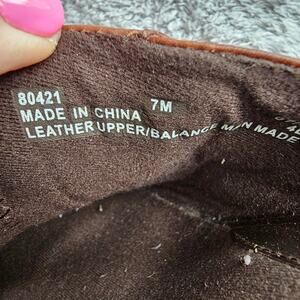 80421 7M
MADE IN CHINA
LEATHER UPPER/BALANCE MAN MADE